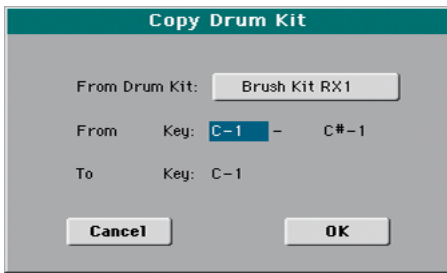 Copy Drum Kit
From Drum Kit: Brush Kit RX1
From Key: C-1 - C#-1
To Key: C-1
Cancel OK